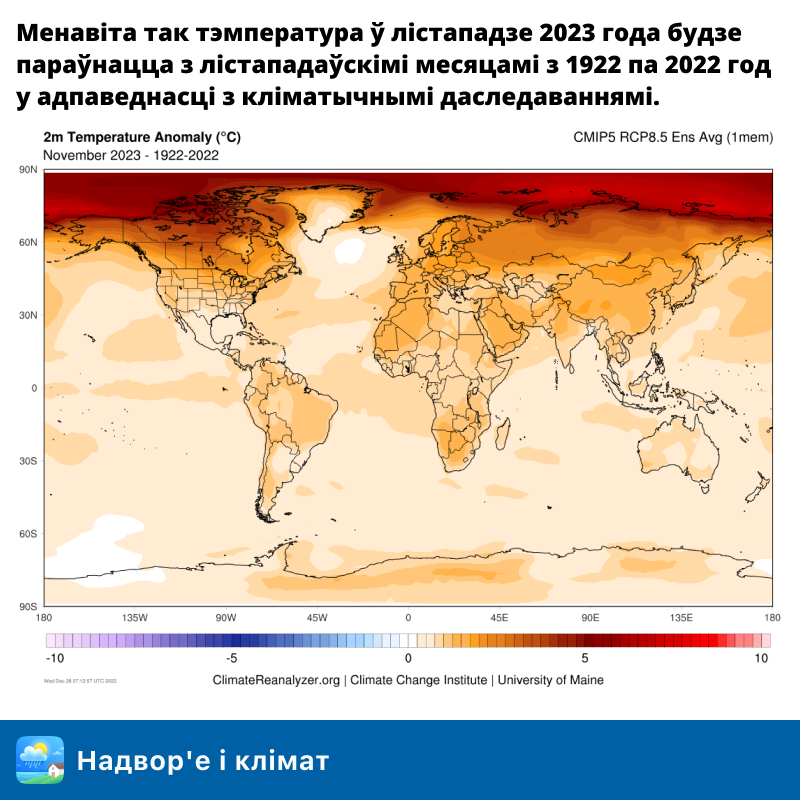 Менавіта так тэмпература ў лістападзе 2023 года будзе
параўнацца з лістападаўскімі месяцамі з 1922 па 2022 год
у адпаведнасці з кліматычнымі даследаваннямі.
2m Temperature Anomaly (°C)
CMIP5 RCP8.5 Ens Avg (1mem)
November 2023 - 1922-2022
90N
60N
30N
0
30S
60S
90S
180 135W 90W 45W 0 45E 90E 135E 180
-10 -5 0 5 10
Wed Dec 28 07:12:57 UTC 2022
ClimateReanalyzer.org | Climate Change Institute | University of Maine
Надвор'е і клімат